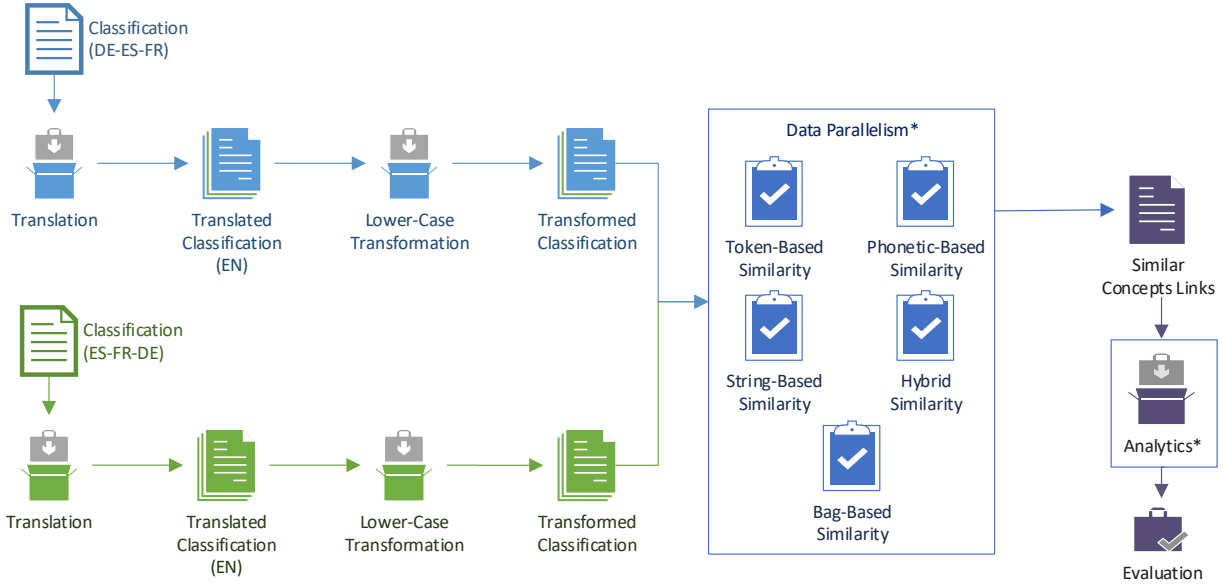 Classification
(DE-ES-FR)
Translation
Translated
Classification
(EN)
Lower-Case
Transformation
Transformed
Classification
Classification
(ES-FR-DE)
Translation
Translated
Classification
(EN)
Lower-Case
Transformation
Transformed
Classification
Data Parallelism*
Token-Based
Similarity
Phonetic-Based
Similarity
String-Based
Similarity
Hybrid
Similarity
Bag-Based
Similarity
Similar
Concepts Links
Analytics*
Evaluation